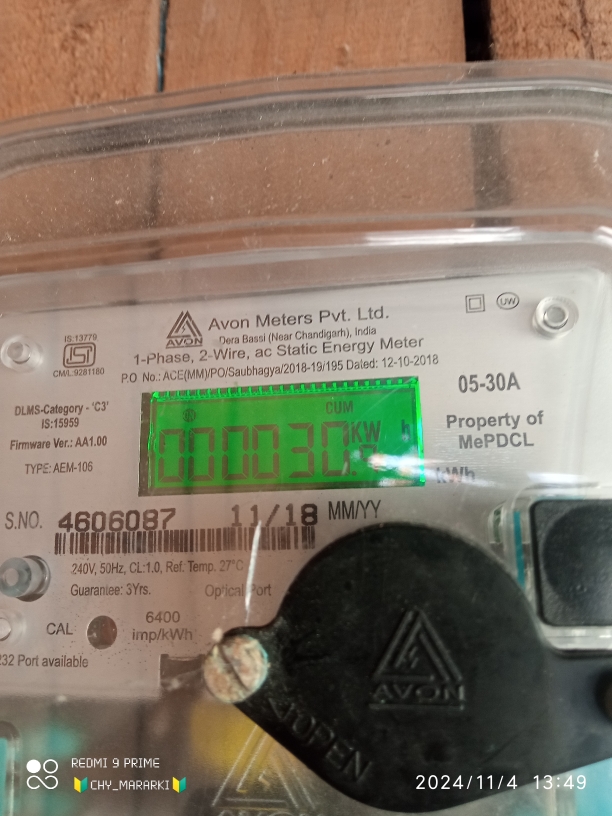 Avon Meters Pvt. Ltd.
AVON
Dera Bassi (Near Chandigarh), India
1-Phase, 2-Wire, ac Static Energy Meter
P.O No.: ACE(MM)/PO/Saubhagya/2018-19/195 Dated: 12-10-2018
UW
IS:13779
ISI
CM/L:9281180
DLMS-Category - 'C3'
IS:15959
Firmware Ver.: AA1.00
TYPE: AEM-106
CUM
KW h
05-30A
Property of
MePDCL
kWh
S.NO. 4606087 11/18 MM/YY
240V, 50Hz, CL:1.0, Ref. Temp. 27°C
Guarantee: 3Yrs. Optical Port
CAL
6400
imp/kWh
232 Port available
AVON
OPEN
AVON
REDMI 9 PRIME
CHY_MARARKI
2024/11/4 13:49